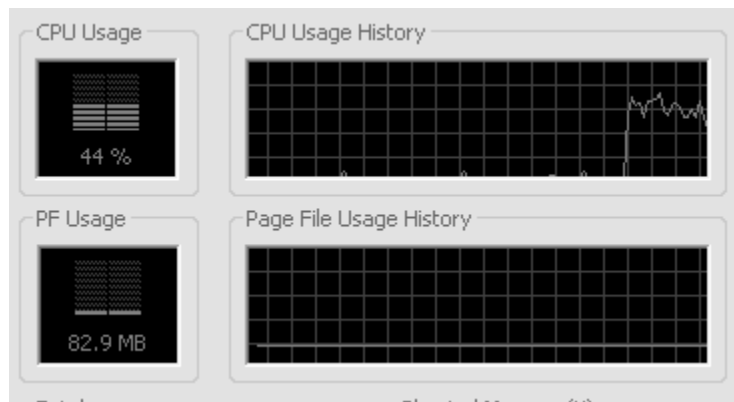 CPU Usage
CPU Usage History
44 %
PF Usage
Page File Usage History
82.9 MB